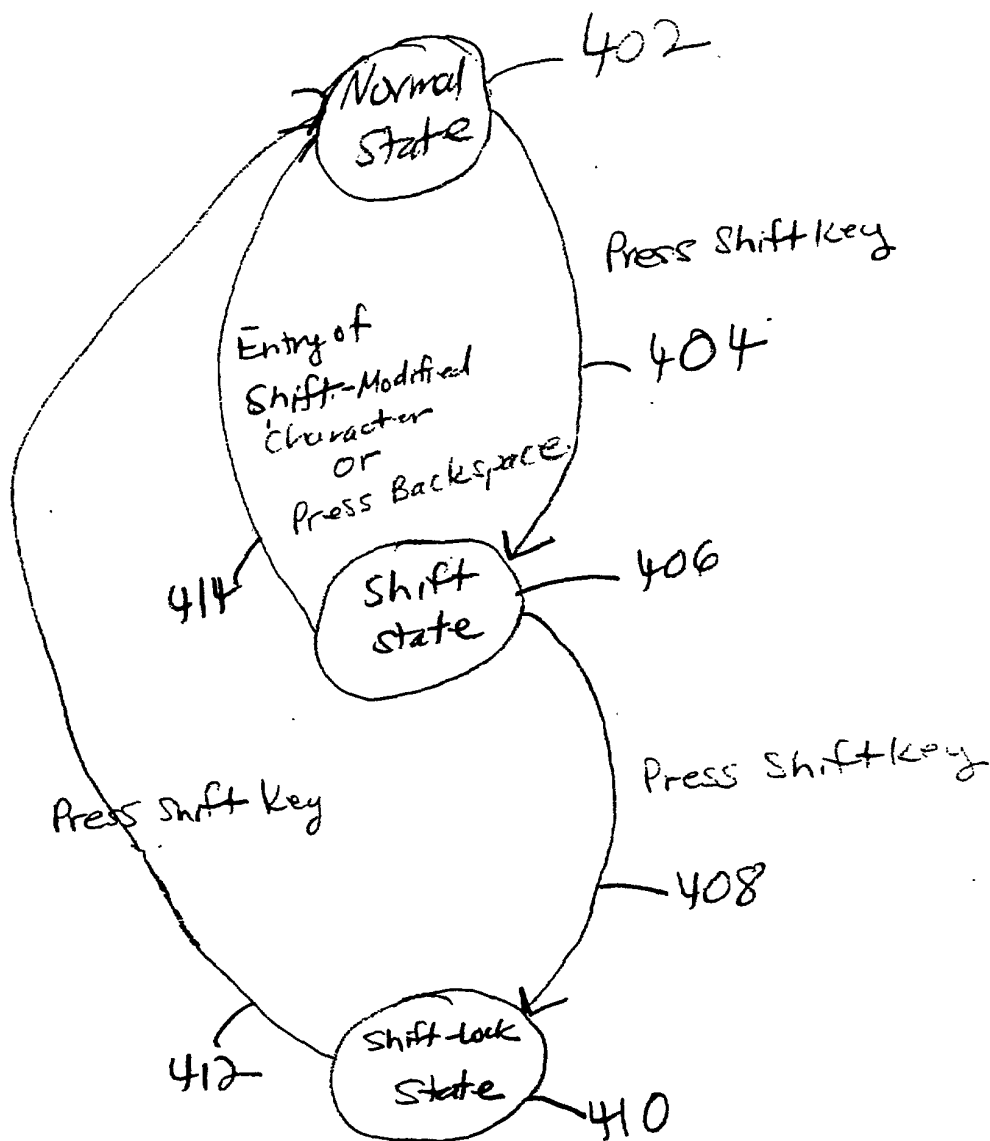 402
Normal
State
Press Shift Key
404
Entry of
Shift-Modified
Character
or
Press Backspace
414
Shift
State
406
Press Shift Key
Press Shift Key
408
412
Shift-Lock
State
410